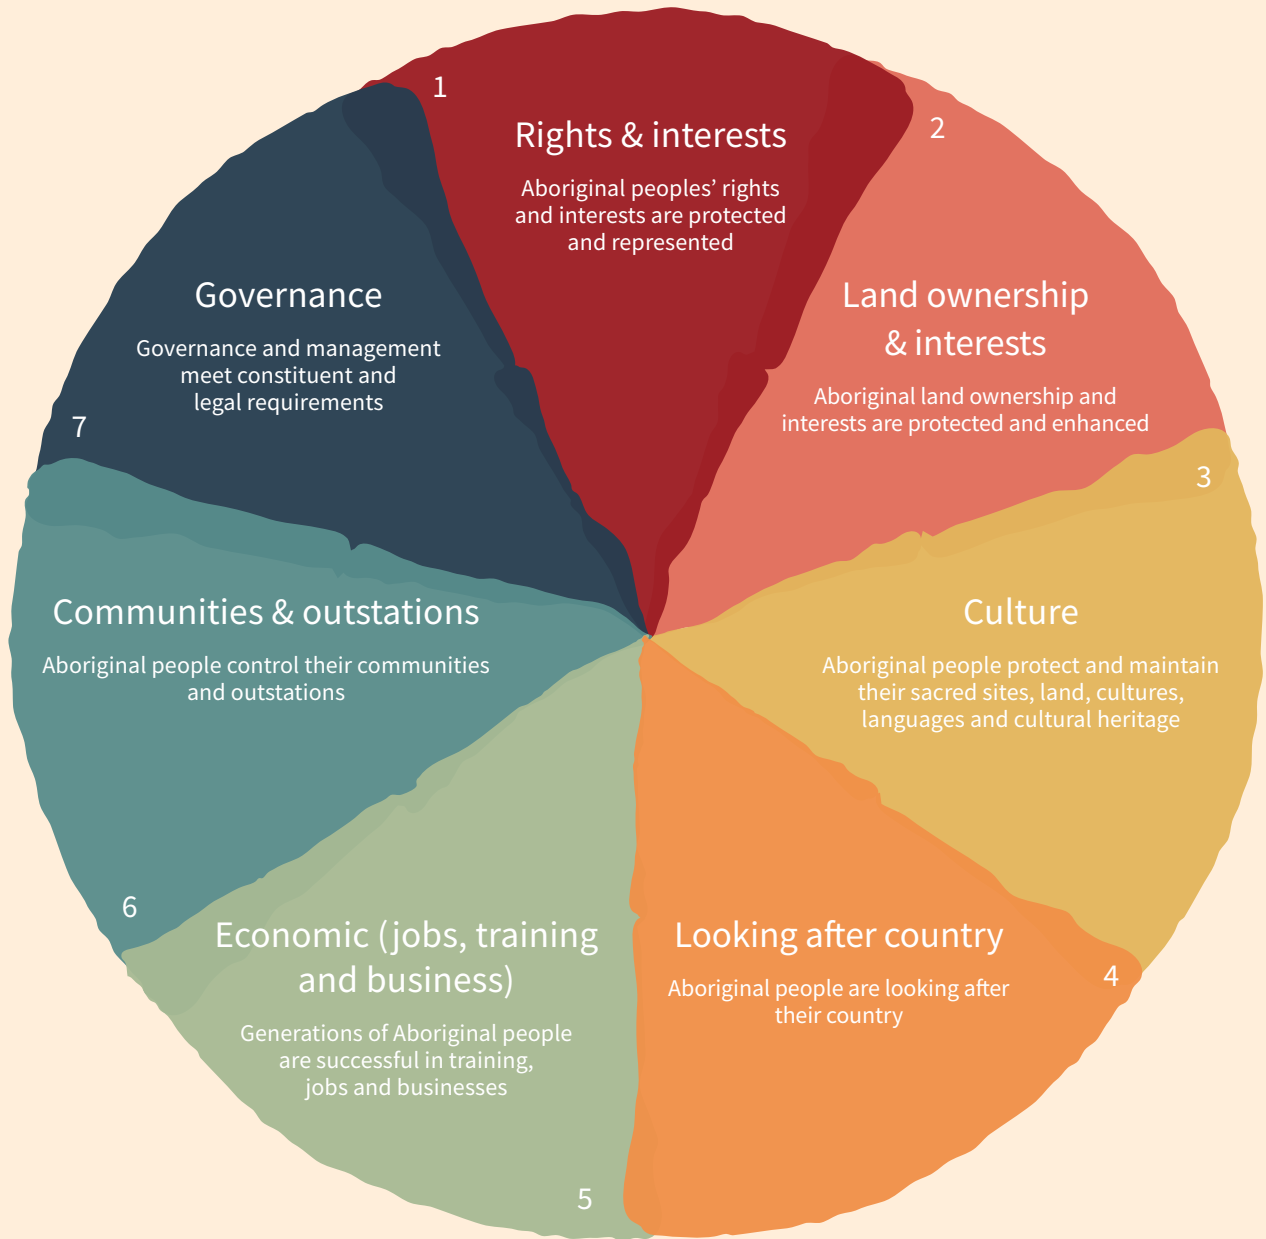 1
Rights & interests
Aboriginal peoples’ rights
and interests are protected
and represented
2
Land ownership
& interests
Aboriginal land ownership and
interests are protected and enhanced
3
Culture
Aboriginal people protect and maintain
their sacred sites, land, cultures,
languages and cultural heritage
4
Looking after country
Aboriginal people are looking after
their country
5
Economic (jobs, training
and business)
Generations of Aboriginal people
are successful in training,
jobs and businesses
6
Communities & outstations
Aboriginal people control their communities
and outstations
7
Governance
Governance and management
meet constituent and
legal requirements